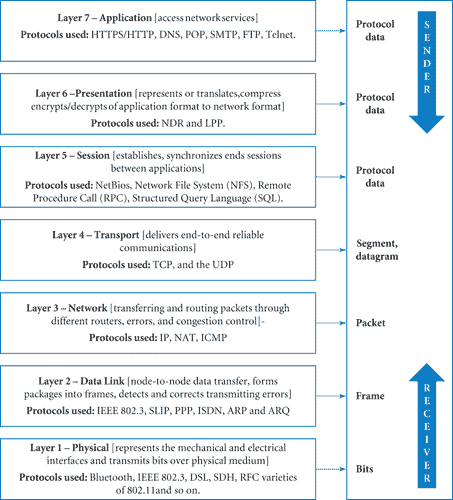 Layer 7 – Application [access network services]
Protocols used: HTTPS/HTTP, DNS, POP, SMTP, FTP, Telnet.
Protocol
data
Layer 6 –Presentation [represents or translates,compress
encrypts/decrypts of application format to network format]
Protocols used: NDR and LPP.
Protocol
data
Layer 5 – Session [establishes, synchronizes ends sessions
between applications]
Protocols used: NetBios, Network File System (NFS), Remote
Procedure Call (RPC), Structured Query Language (SQL).
Protocol
data
Layer 4 – Transport [delivers end-to-end reliable
communications]
Protocols used: TCP, and the UDP
Segment,
datagram
Layer 3 – Network [transferring and routing packets through
different routers, errors, and congestion control]-
Protocols used: IP, NAT, ICMP
Packet
Layer 2 – Data Link [node-to-node data transfer, forms
packages into frames, detects and corrects transmitting errors]
Protocols used: IEEE 802.3, SLIP, PPP, ISDN, ARP and ARQ
Frame
Layer 1 – Physical [represents the mechanical and electrical
interfaces and transmits bits over physical medium]
Protocols used: Bluetooth, IEEE 802.3, DSL, SDH, RFC varieties
of 802.11and so on.
Bits
SENDER
RECEIVER